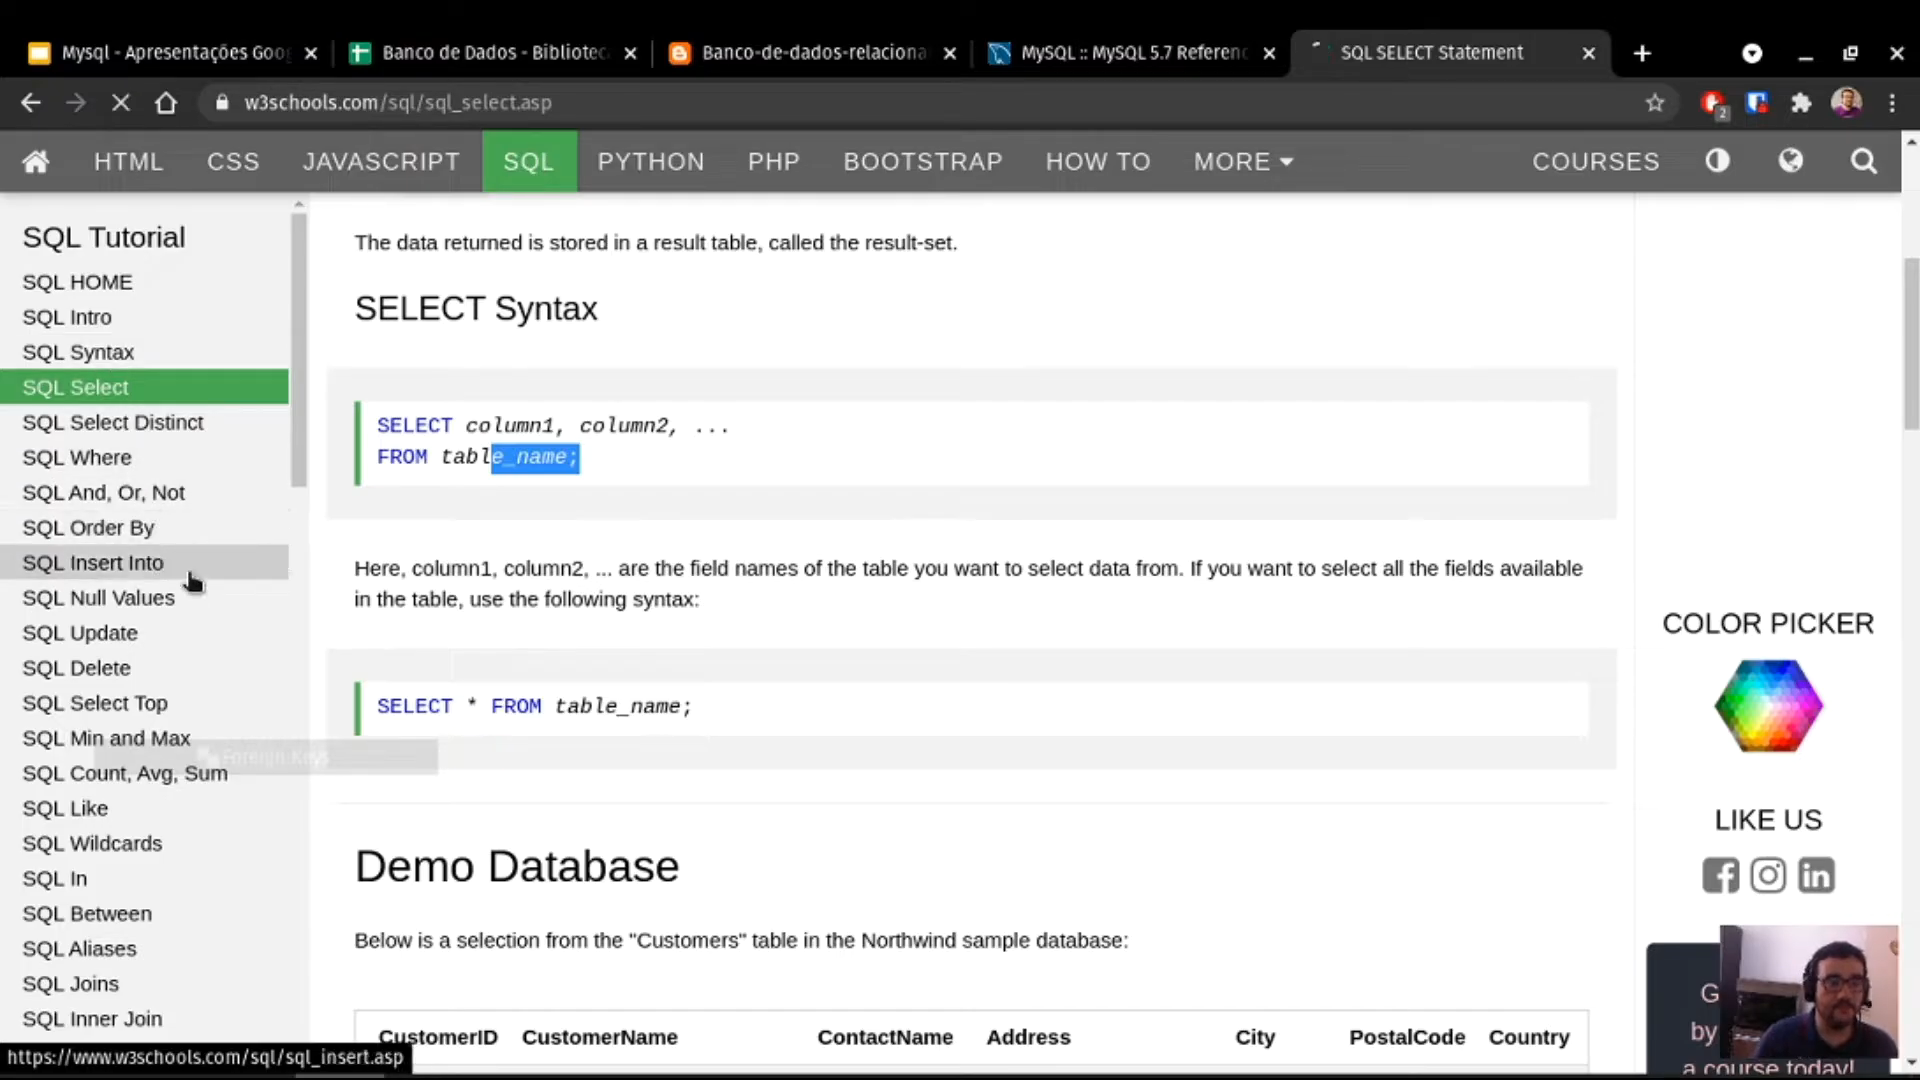 Mysql - Apresentações Goog
Banco de Dados - Bibliotec
Banco-de-dados-relaciona
MySQL :: MySQL 5.7 Referenc
SQL SELECT Statement
w3schools.com/sql/sql_select.asp
2
HTML
CSS
JAVASCRIPT
SQL
PYTHON
PHP
BOOTSTRAP
HOW TO
MORE
COURSES
SQL Tutorial
SQL HOME
SQL Intro
SQL Syntax
SQL Select
SQL Select Distinct
SQL Where
SQL And, Or, Not
SQL Order By
SQL Insert Into
SQL Null Values
SQL Update
SQL Delete
SQL Select Top
SQL Min and Max
Foreign Keys
SQL Count, Avg, Sum
SQL Like
SQL Wildcards
SQL In
SQL Between
SQL Aliases
SQL Joins
SQL Inner Join
https://www.w3schools.com/sql/sql_insert.asp
The data returned is stored in a result table, called the result-set.
SELECT Syntax
SELECT column1, column2, ...
FROM table_name;
Here, column1, column2, ... are the field names of the table you want to select data from. If you want to select all the fields available
in the table, use the following syntax:
SELECT * FROM table_name;
Demo Database
Below is a selection from the "Customers" table in the Northwind sample database:
CustomerID CustomerName ContactName Address City PostalCode Country
COLOR PICKER
LIKE US
G
by
a course today!